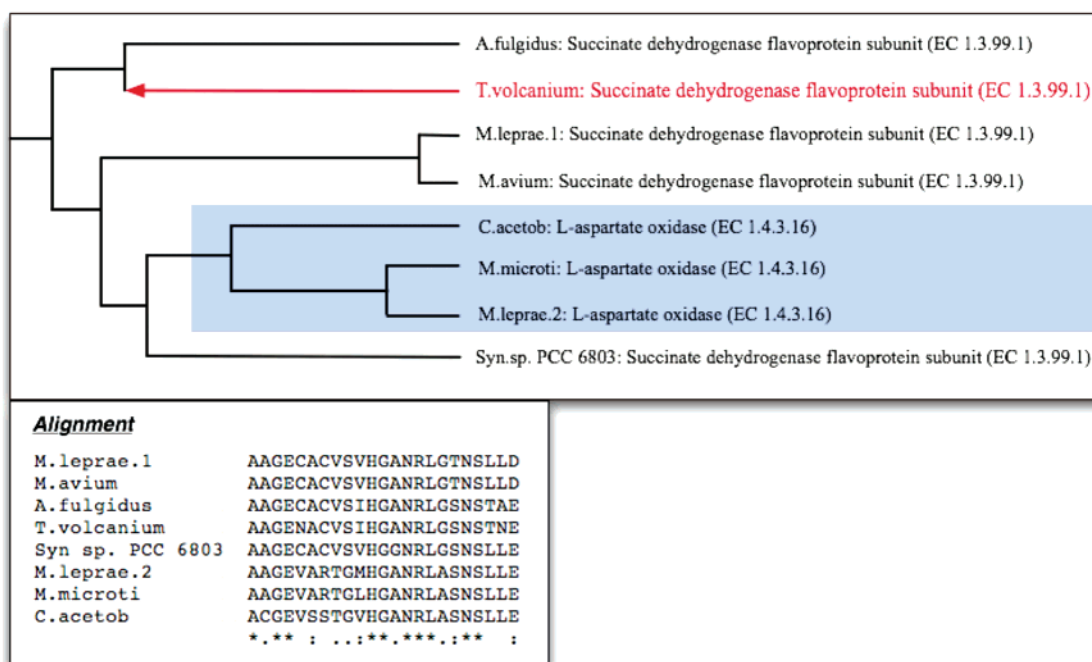 A.fulgidus: Succinate dehydrogenase flavoprotein subunit (EC 1.3.99.1)
T.volcanium: Succinate dehydrogenase flavoprotein subunit (EC 1.3.99.1)
M.leprae.1: Succinate dehydrogenase flavoprotein subunit (EC 1.3.99.1)
M.avium: Succinate dehydrogenase flavoprotein subunit (EC 1.3.99.1)
C.acetob: L-aspartate oxidase (EC 1.4.3.16)
M.microti: L-aspartate oxidase (EC 1.4.3.16)
M.leprae.2: L-aspartate oxidase (EC 1.4.3.16)
Syn.sp. PCC 6803: Succinate dehydrogenase flavoprotein subunit (EC 1.3.99.1)
Alignment
M.leprae.1 AAGECACVSVHGANRLGTNSLLD
M.avium AAGECACVSVHGANRLGTNSLLD
A.fulgidus AAGECACVSIHGANRLGSNSTAE
T.volcanium AAGENACVSIHGANRLGSNSTNE
Syn sp. PCC 6803 AAGECACVSVHGGNRLGSNSLLE
M.leprae.2 AAGEVARTGMHGANRLASNSLLE
M.microti AAGEVARTGLHGANRLASNSLLE
C.acetob ACGEVSSTGVHGANRLASNSLLE
*.** : ..:**.***.:** :